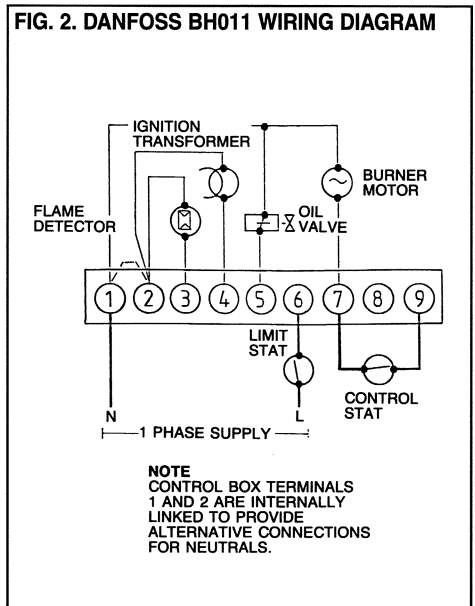 FIG. 2. DANFOSS BH011 WIRING DIAGRAM
IGNITION
TRANSFORMER
BURNER
MOTOR
FLAME
DETECTOR
OIL
VALVE
1 2 3 4 5 6 7 8 9
LIMIT
STAT
CONTROL
STAT
N L
1 PHASE SUPPLY
NOTE
CONTROL BOX TERMINALS
1 AND 2 ARE INTERNALLY
LINKED TO PROVIDE
ALTERNATIVE CONNECTIONS
FOR NEUTRALS.